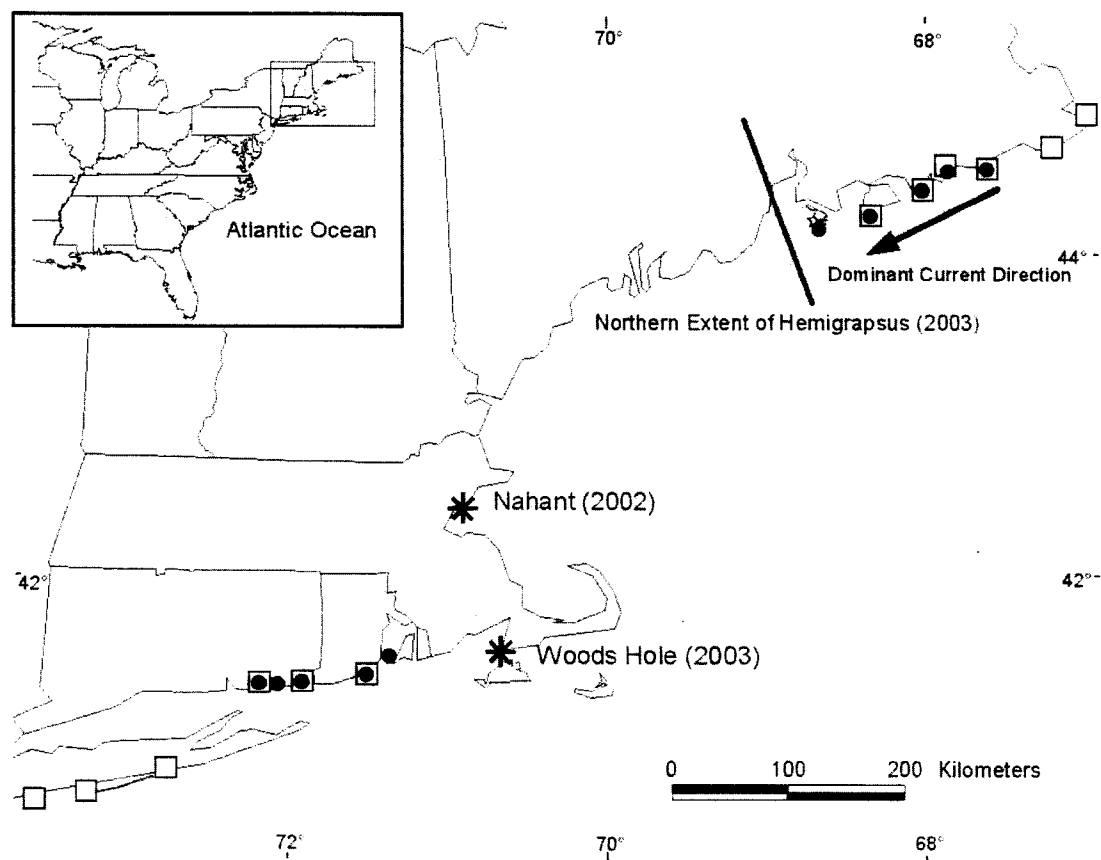 70°
68°
Atlantic Ocean
44°
Dominant Current Direction
Northern Extent of Hemigrapsus (2003)
Nahant (2002)
42°
42°
Woods Hole (2003)
0 100 200 Kilometers
72°
70°
68°